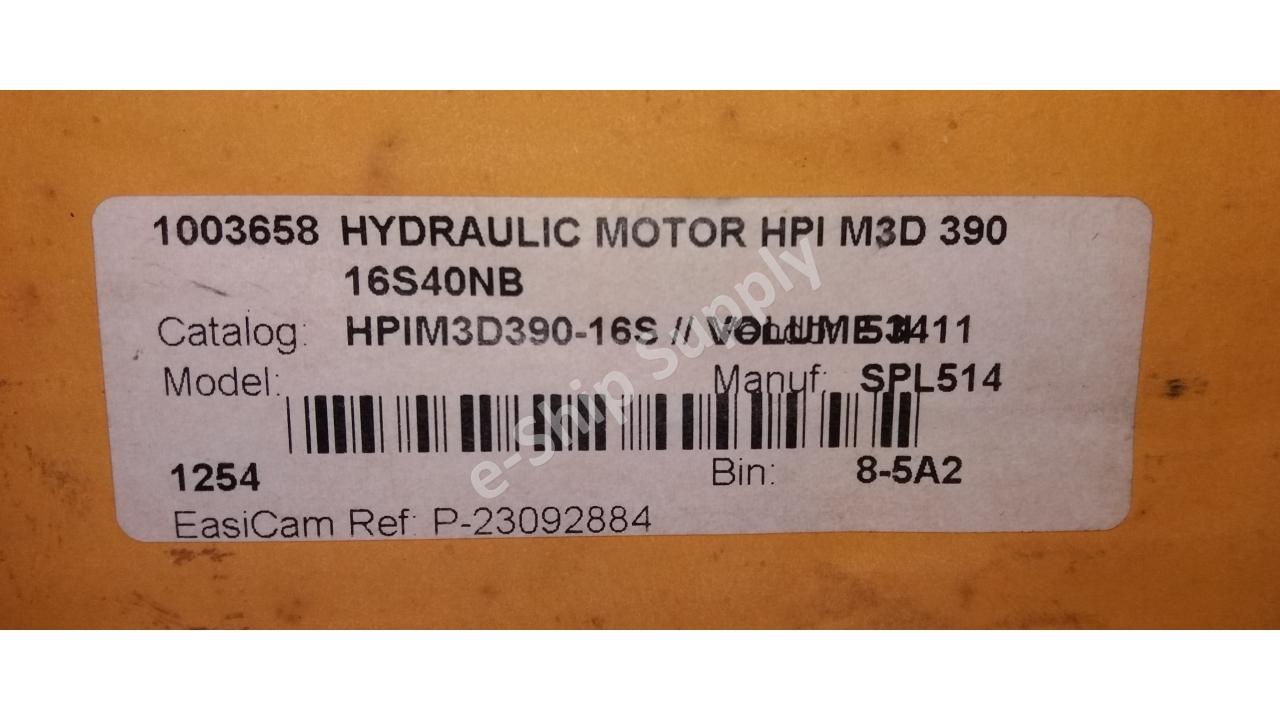 1003658 HYDRAULIC MOTOR HPI M3D 390
16S40NB
Catalog: HPIM3D390-16S // VOLUME
Model: Manuf: SPL514
1254 Bin: 8-5A2
EasiCam Ref: P-23092884
e-Ship Supply